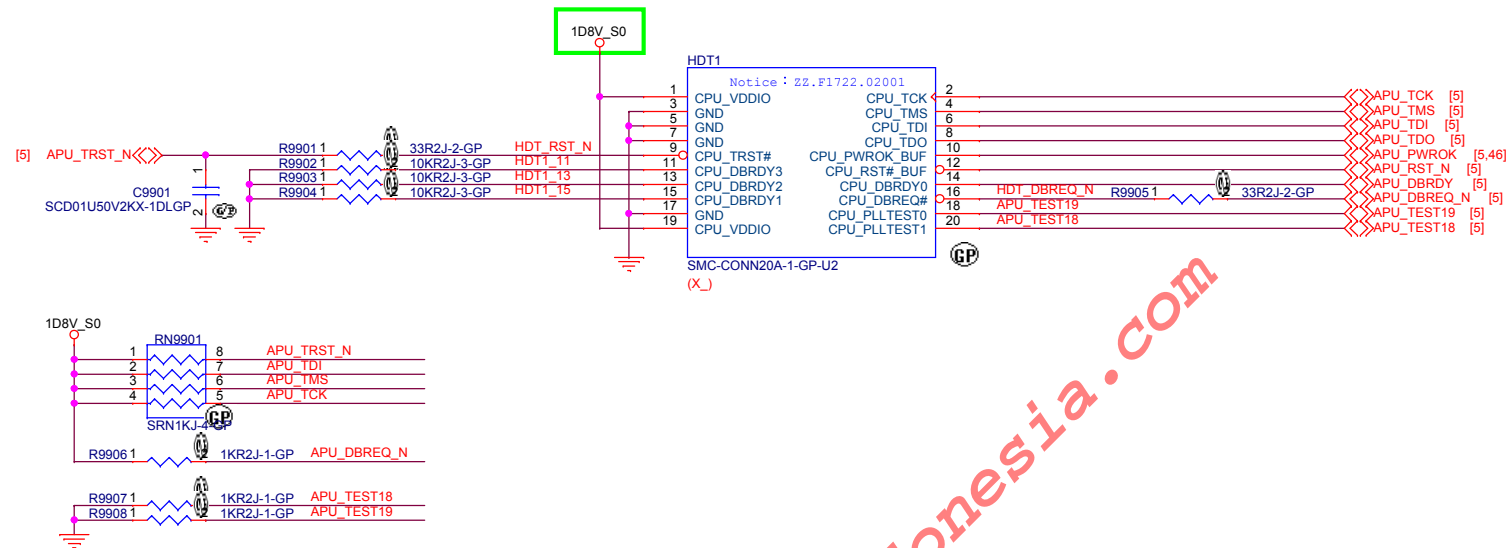 1D8V_S0
HDT1
Notice : ZZ.F1722.02001
1 CPU_VDDIO CPU_TCK 2 APU_TCK [5]
3 GND CPU_TMS 4 APU_TMS [5]
5 GND CPU_TDI 6 APU_TDI [5]
7 GND CPU_TDO 8 APU_TDO [5]
[5] APU_TRST_N R9901 1 2 33R2J-2-GP HDT_RST_N 9 CPU_TRST# CPU_PWROK_BUF 10 APU_PWROK [5,46]
R9902 1 2 10KR2J-3-GP HDT1_11 11 CPU_DBRDY3 CPU_RST#_BUF 12 APU_RST_N [5]
R9903 1 2 10KR2J-3-GP HDT1_13 13 CPU_DBRDY2 CPU_DBRDY0 14 APU_DBRDY [5]
R9904 1 2 10KR2J-3-GP HDT1_15 15 CPU_DBRDY1 CPU_DBREQ# 16 HDT_DBREQ_N R9905 1 2 33R2J-2-GP APU_DBREQ_N [5]
17 GND CPU_PLLTEST0 18 APU_TEST19 APU_TEST19 [5]
19 CPU_VDDIO CPU_PLLTEST1 20 APU_TEST18 APU_TEST18 [5]
1
C9901
SCD01U50V2KX-1DLGP
2 GP
SMC-CONN20A-1-GP-U2
GP
(X_)
1D8V_S0
RN9901
1 8 APU_TRST_N
2 7 APU_TDI
3 6 APU_TMS
4 5 APU_TCK
SRN1KJ-4-GP
GP
R9906 1 2 1KR2J-1-GP APU_DBREQ_N
R9907 1 2 1KR2J-1-GP APU_TEST18
R9908 1 2 1KR2J-1-GP APU_TEST19
onesia.com